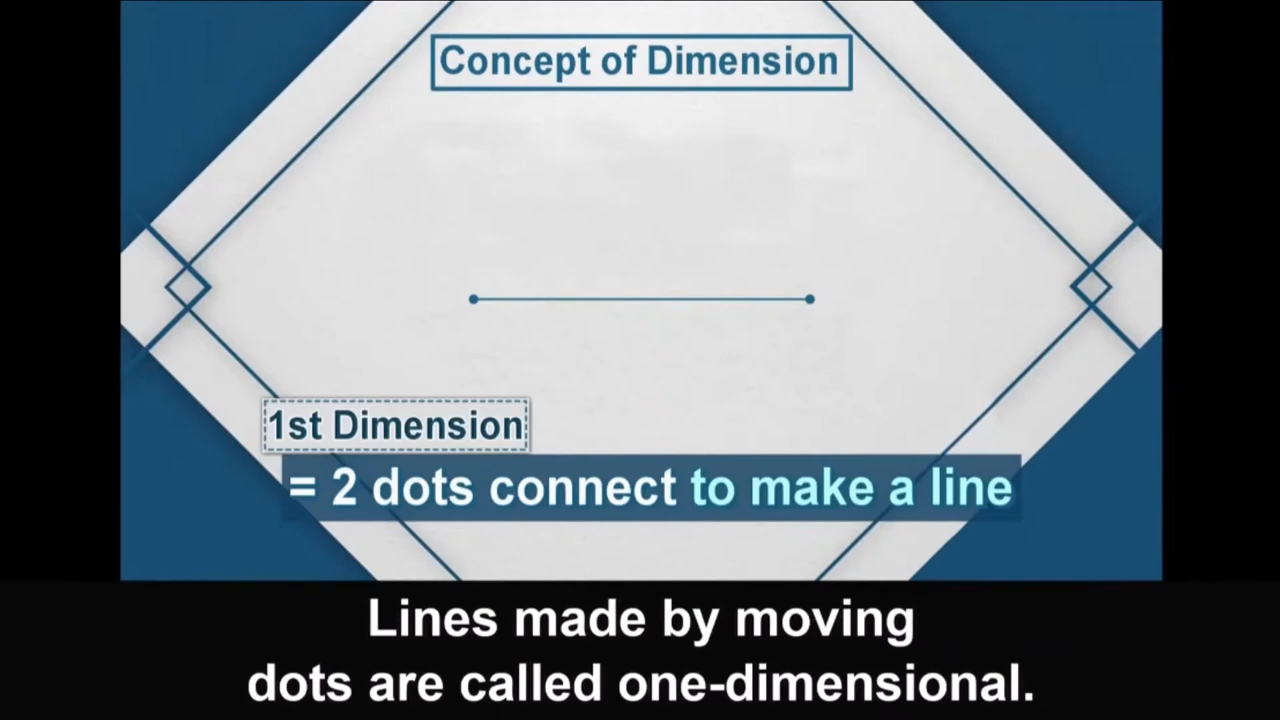 Concept of Dimension
1st Dimension
= 2 dots connect to make a line
Lines made by moving
dots are called one-dimensional.